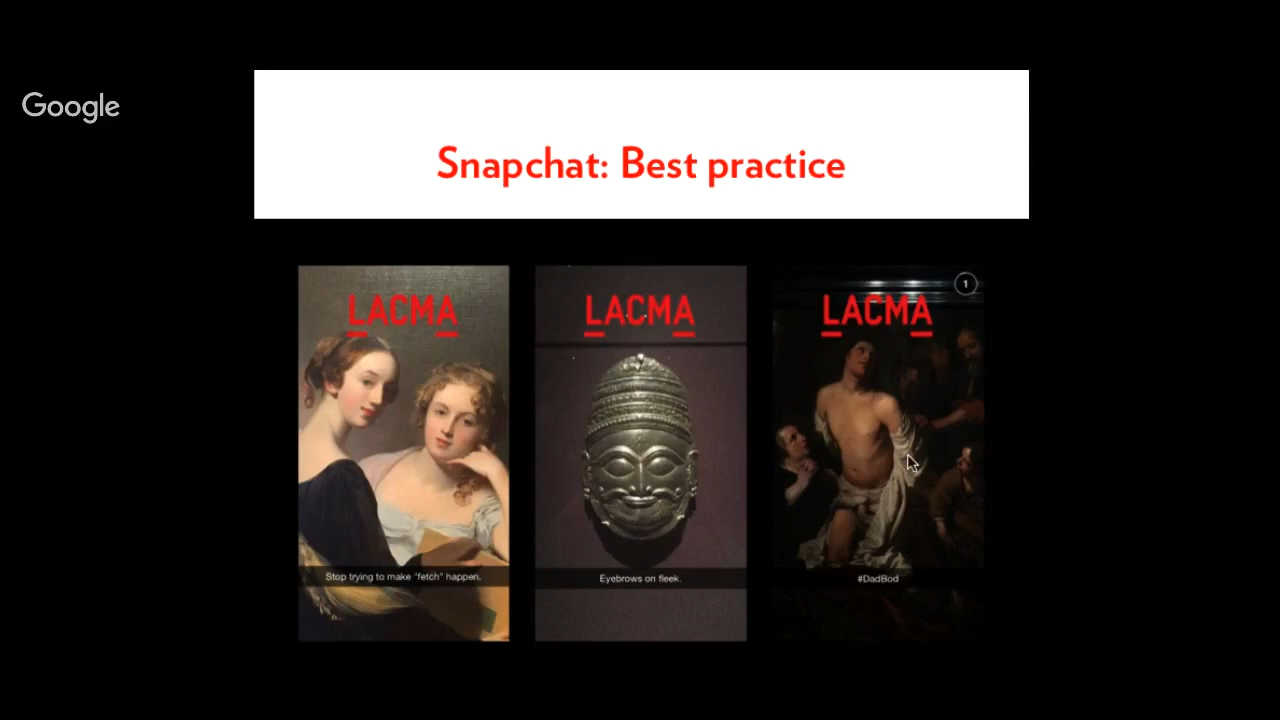 Google
Snapchat: Best practice
LACMA
LACMA
LACMA
1
Stop trying to make "fetch" happen.
Eyebrows on fleek.
#DadBod